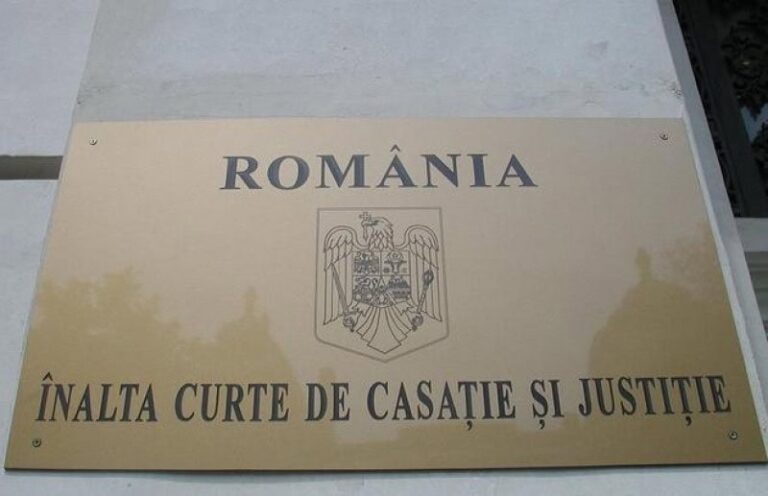 ROMÂNIA
ÎNALTA CURTE DE CASAȚIE ȘI JUSTIȚIE